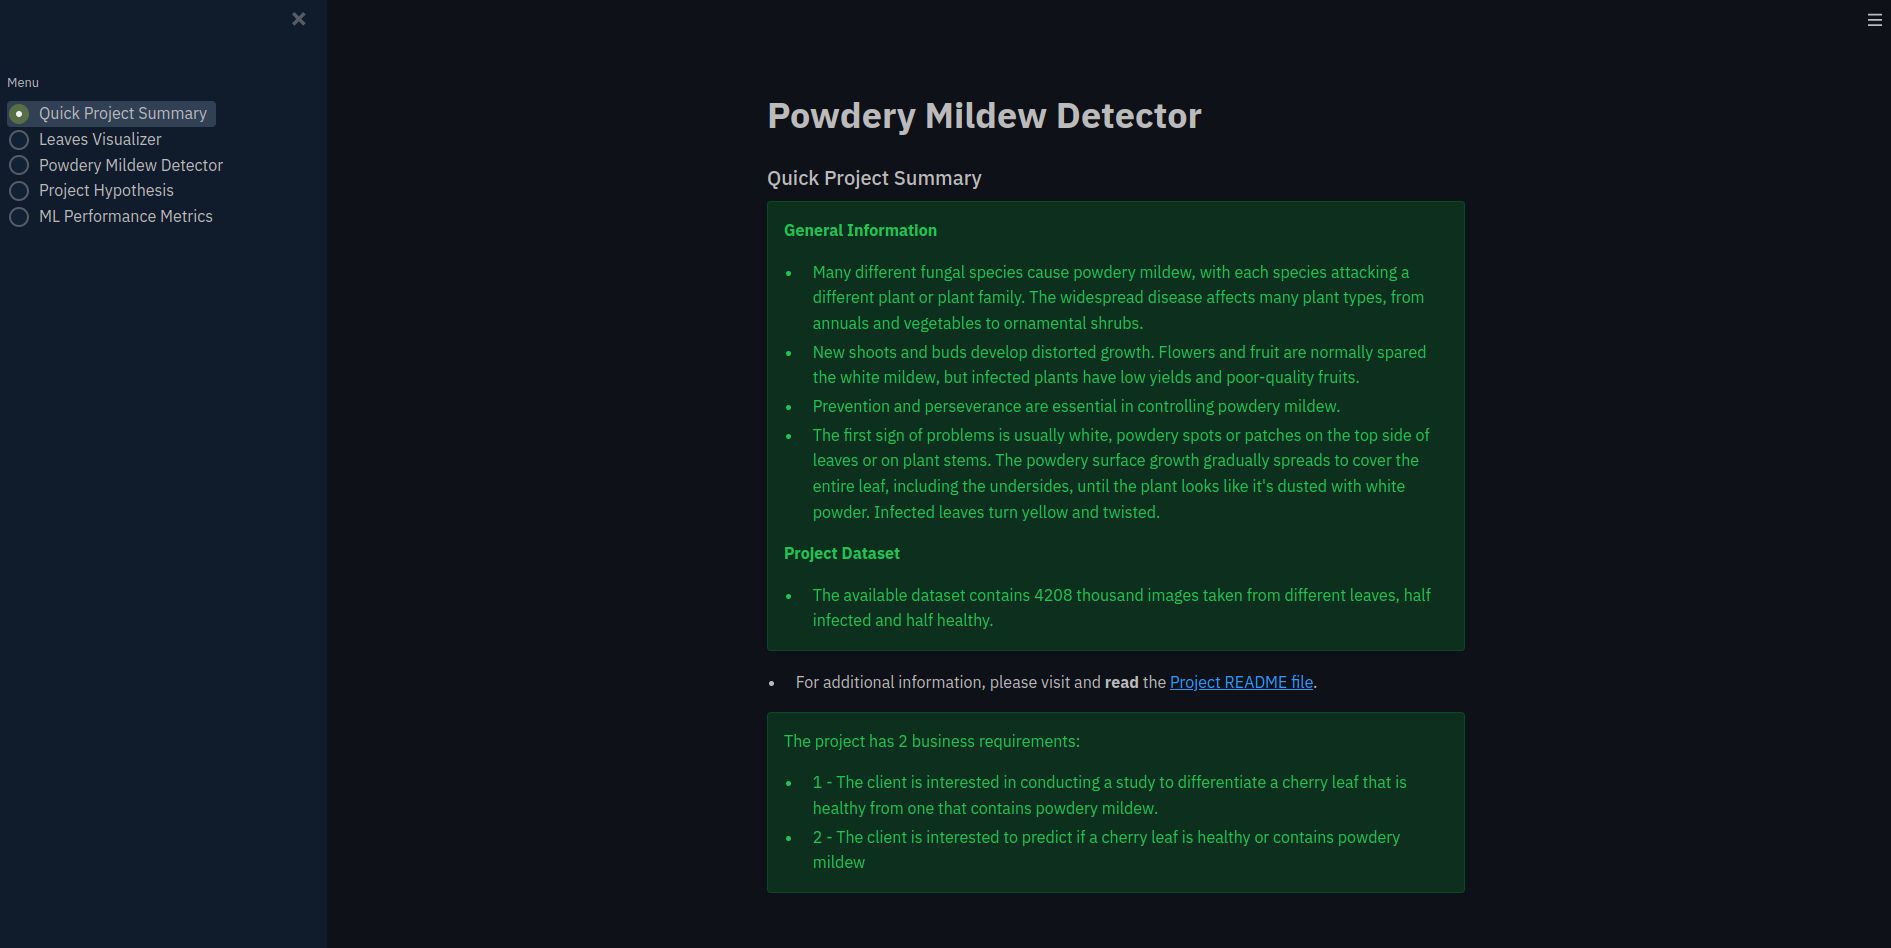 Menu
Quick Project Summary
Leaves Visualizer
Powdery Mildew Detector
Project Hypothesis
ML Performance Metrics
Powdery Mildew Detector
Quick Project Summary
General Information
• Many different fungal species cause powdery mildew, with each species attacking a
different plant or plant family. The widespread disease affects many plant types, from
annuals and vegetables to ornamental shrubs.
• New shoots and buds develop distorted growth. Flowers and fruit are normally spared
the white mildew, but infected plants have low yields and poor-quality fruits.
• Prevention and perseverance are essential in controlling powdery mildew.
• The first sign of problems is usually white, powdery spots or patches on the top side of
leaves or on plant stems. The powdery surface growth gradually spreads to cover the
entire leaf, including the undersides, until the plant looks like it's dusted with white
powder. Infected leaves turn yellow and twisted.
Project Dataset
• The available dataset contains 4208 thousand images taken from different leaves, half
infected and half healthy.
• For additional information, please visit and read the Project README file.
The project has 2 business requirements:
• 1 - The client is interested in conducting a study to differentiate a cherry leaf that is
healthy from one that contains powdery mildew.
• 2 - The client is interested to predict if a cherry leaf is healthy or contains powdery
mildew